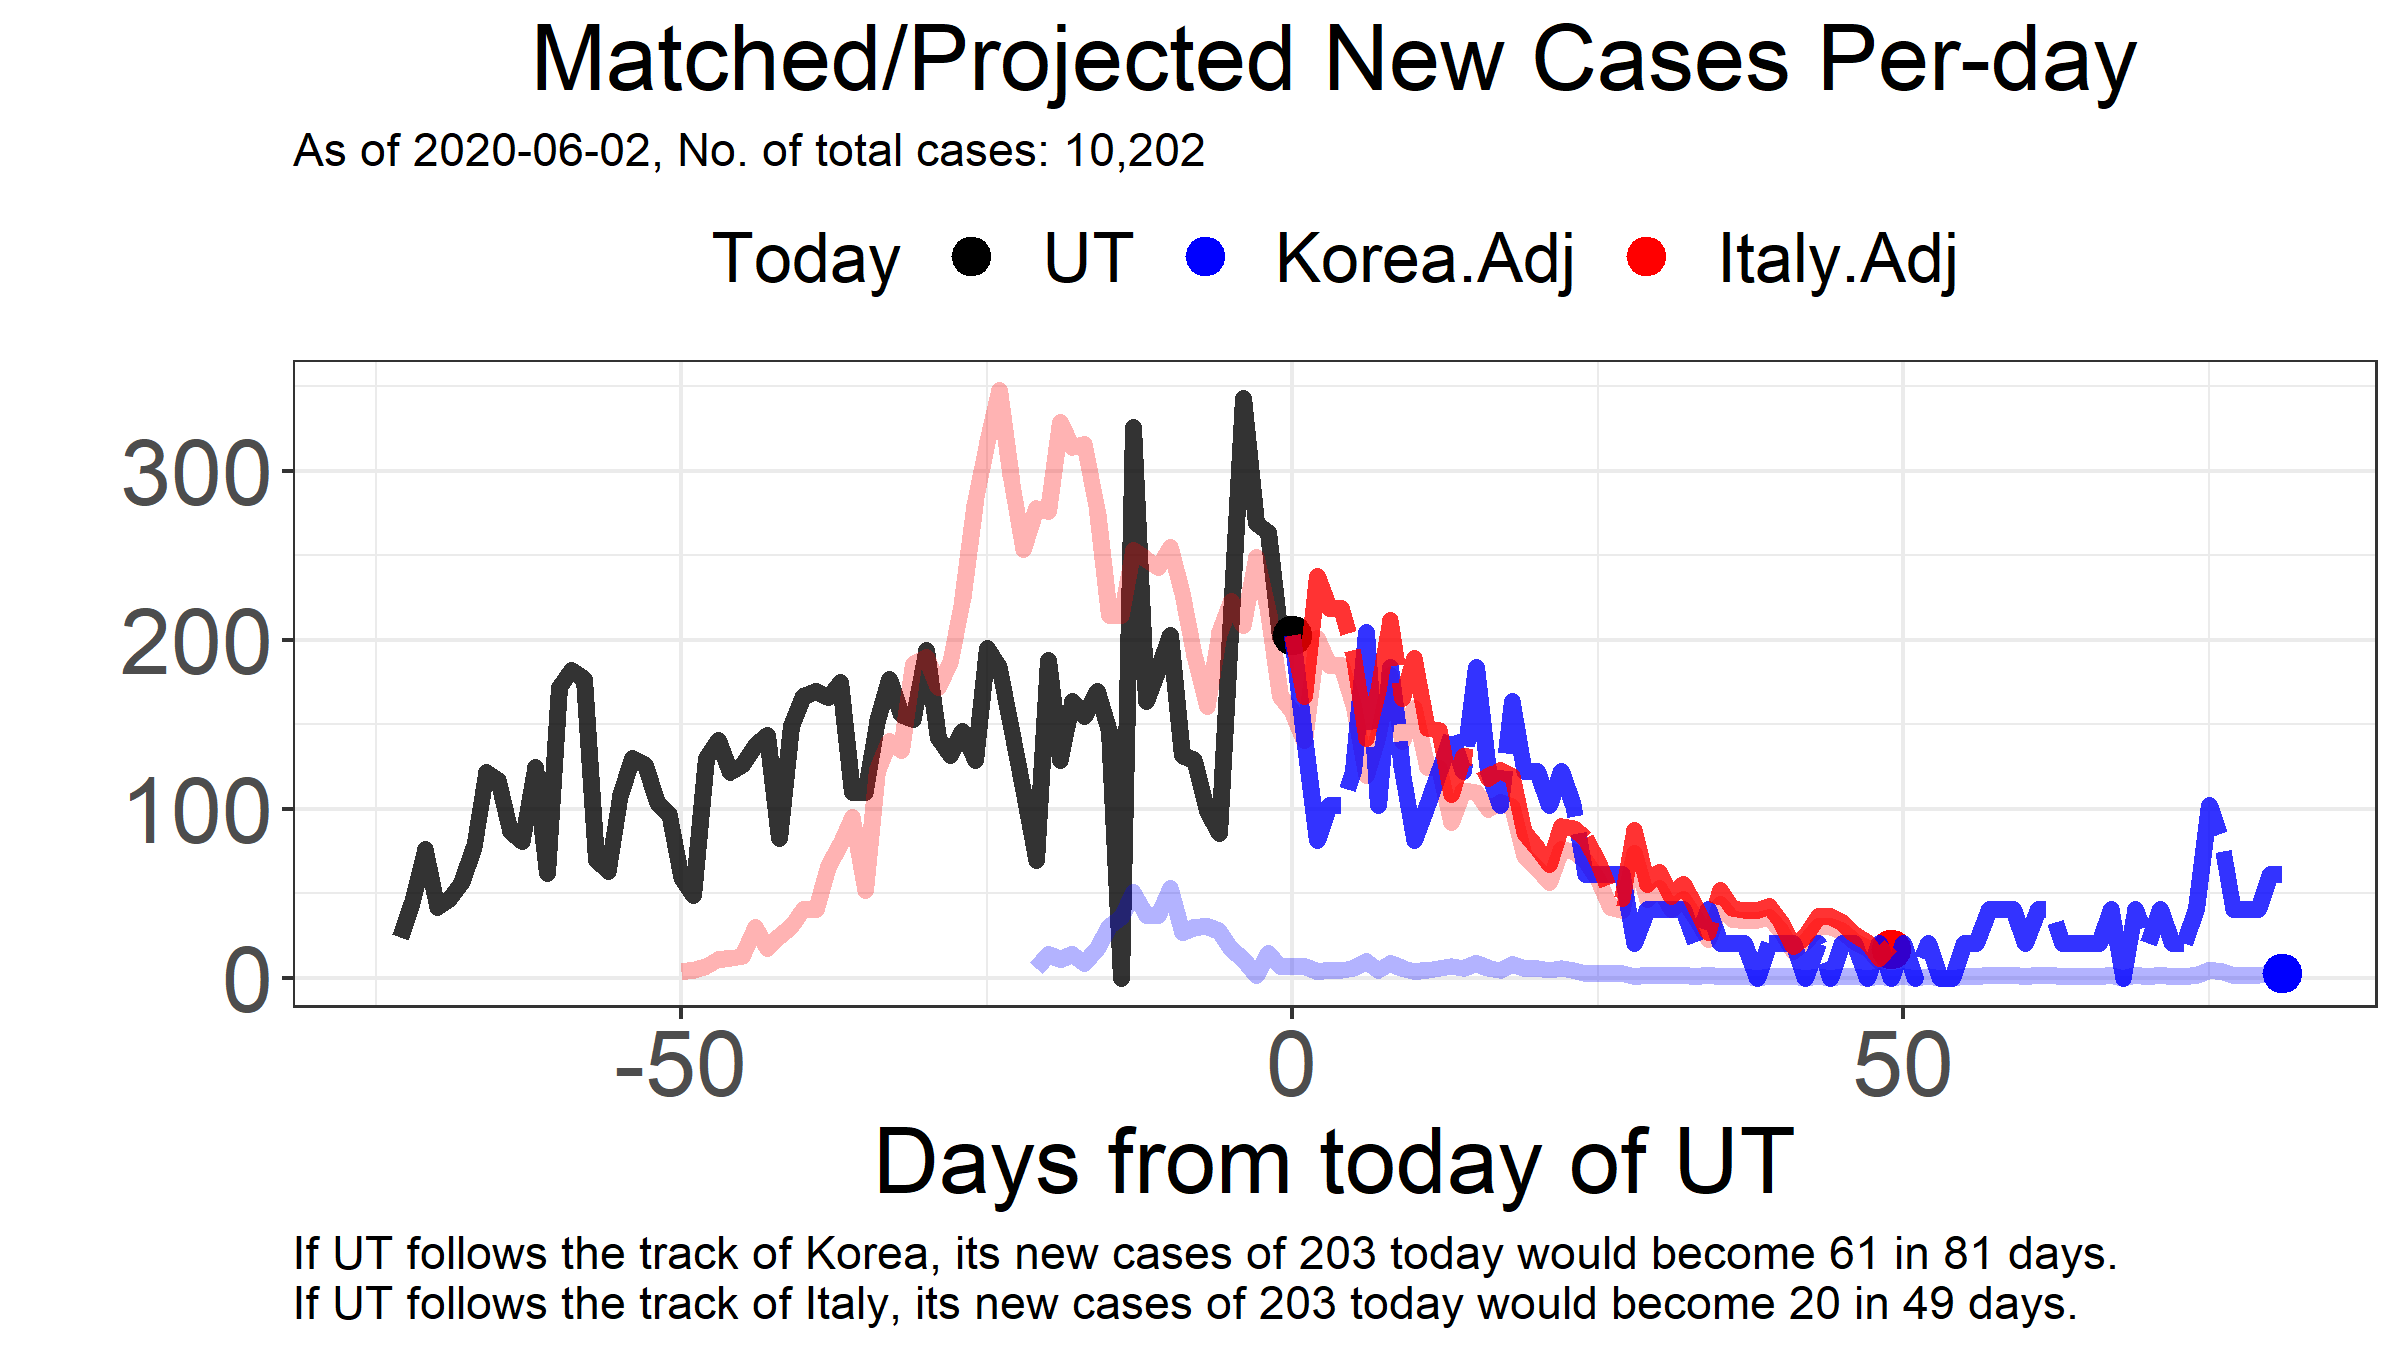 Matched/Projected New Cases Per-day
As of 2020-06-02, No. of total cases: 10,202
Today UT Korea.Adj Italy.Adj
300
200
100
0
-50 0 50
Days from today of UT
If UT follows the track of Korea, its new cases of 203 today would become 61 in 81 days.
If UT follows the track of Italy, its new cases of 203 today would become 20 in 49 days.